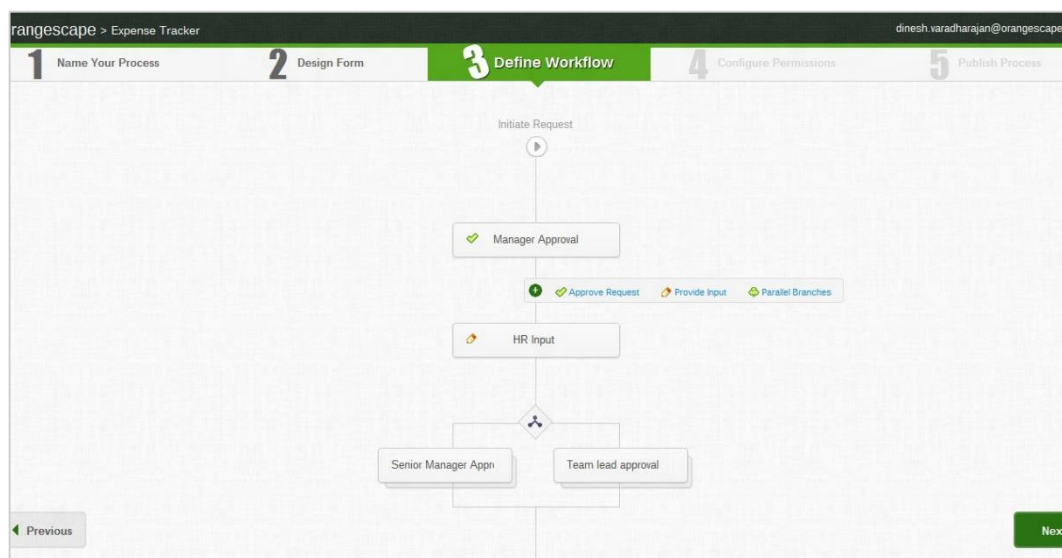 rangescape > Expense Tracker
dinesh.varadharajan@orangescape
1 Name Your Process
2 Design Form
3 Define Workflow
4 Configure Permissions
5 Publish Process
Initiate Request
Manager Approval
Approve Request Provide Input Parallel Branches
HR Input
Senior Manager Appr
Team lead approval
Previous
Nex